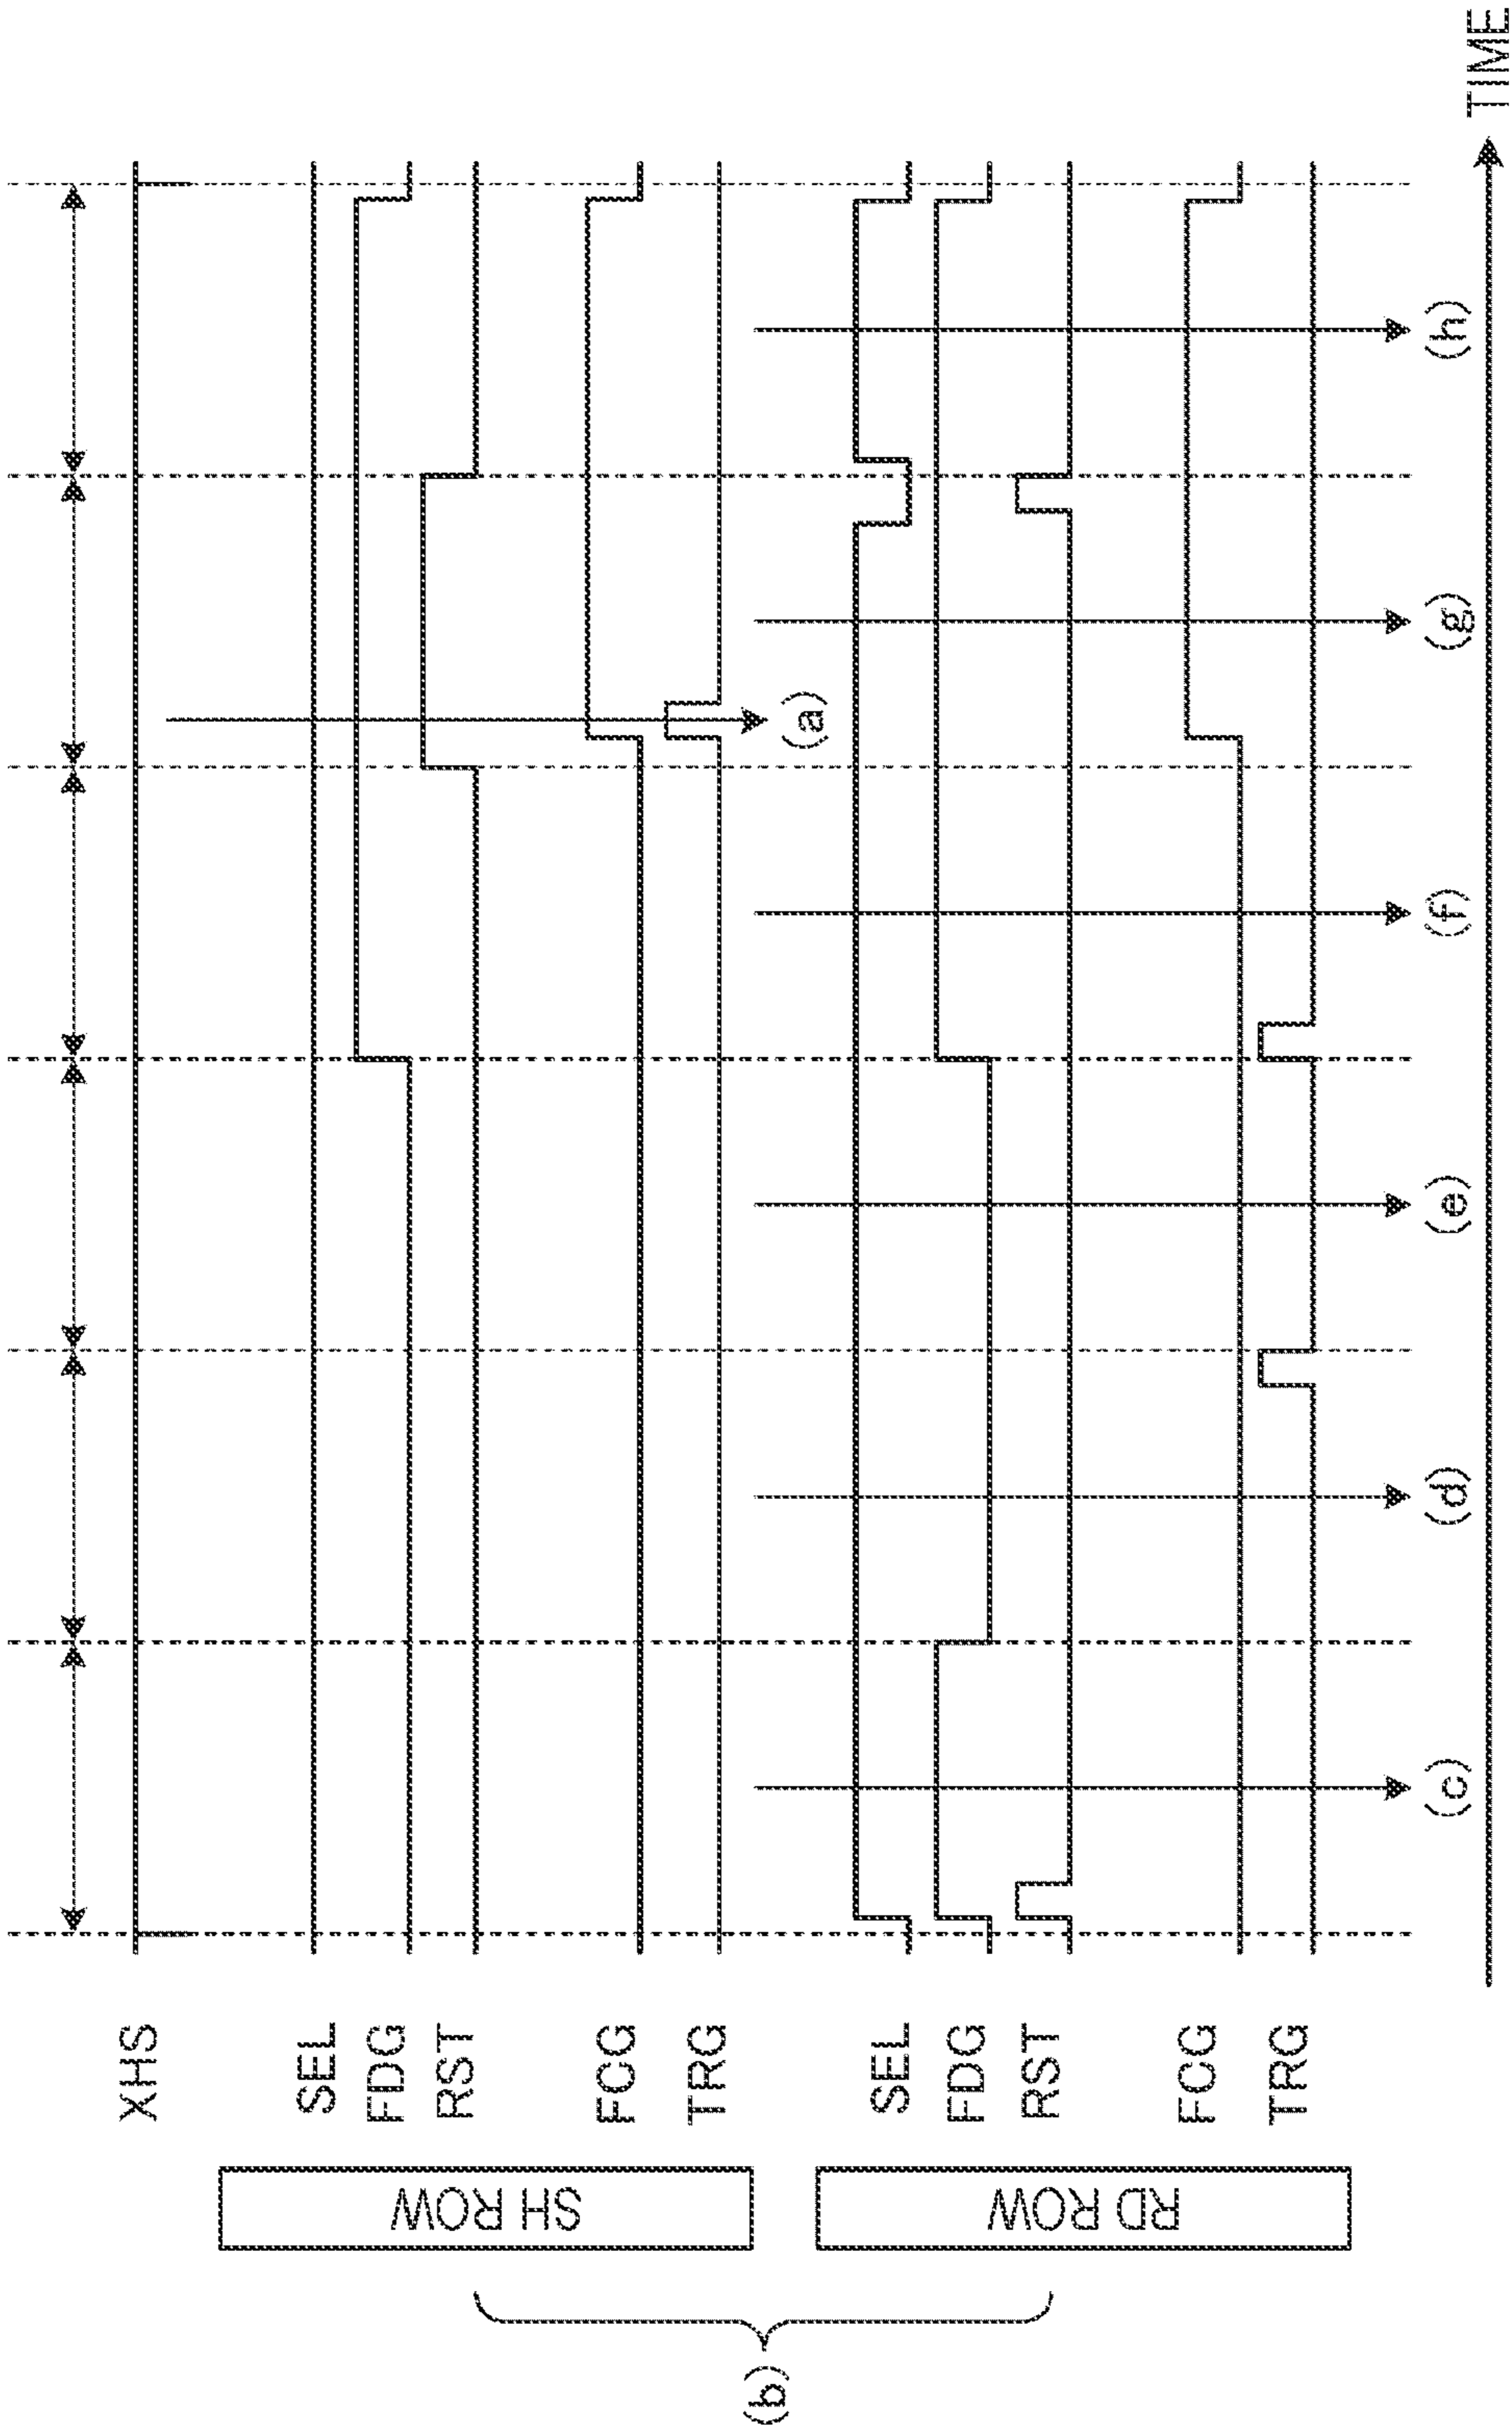 XHS
SEL
FDG
RST
FCG
TRG
SH ROW
(a)
(b)
SEL
FDG
RST
FCG
TRG
RD ROW
(c)
(d)
(e)
(f)
(g)
(h)
TIME